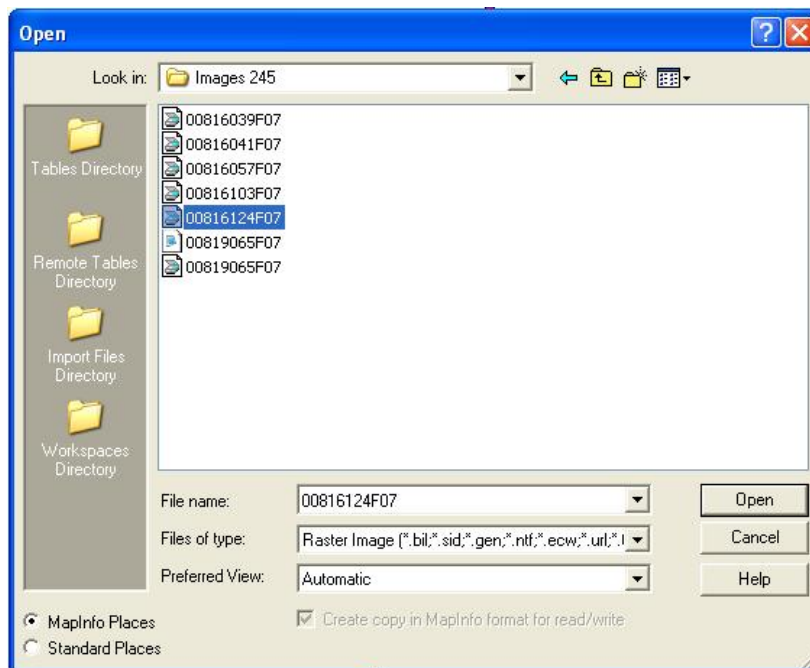 Open
Look in: Images 245
00816039F07
00816041F07
00816057F07
00816103F07
00816124F07
00819065F07
00819065F07
Tables Directory
Remote Tables
Directory
Import Files
Directory
Workspaces
Directory
File name: 00816124F07 Open
Files of type: Raster Image (*.bil;*.sid;*.gen;*.ntf;*.ecw;*.url;*. Cancel
Preferred View: Automatic Help
MapInfo Places Create copy in MapInfo format for read/write
Standard Places